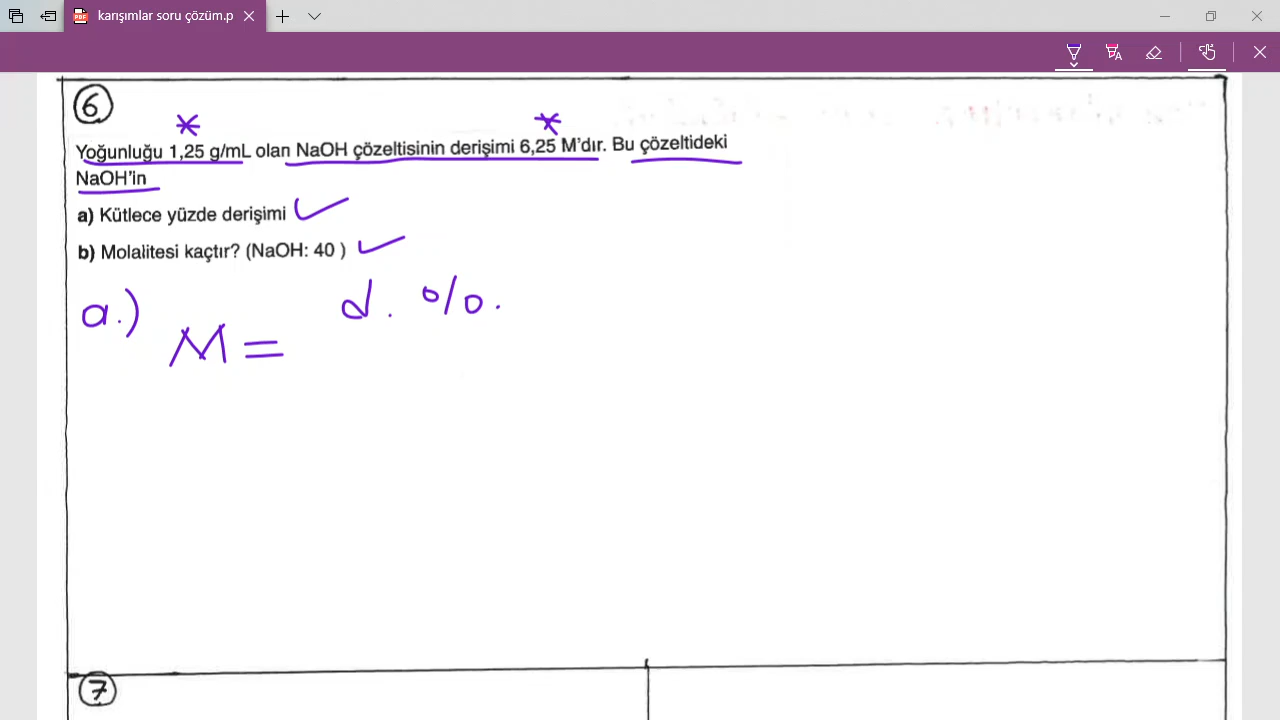 karışımlar soru çözüm.p
6
Yoğunluğu 1,25 g/mL olan NaOH çözeltisinin derişimi 6,25 M'dır. Bu çözeltideki
NaOH'in
a) Kütlece yüzde derişimi
b) Molalitesi kaçtır? (NaOH: 40 )
a.) d. %.
M=
7